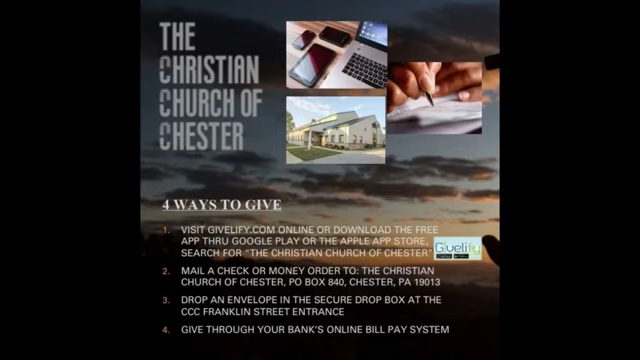 THE
CHRISTIAN
CHURCH OF
CHESTER
4 WAYS TO GIVE
1. VISIT GIVELIFY.COM ONLINE OR DOWNLOAD THE FREE
APP THRU GOOGLE PLAY OR THE APPLE APP STORE,
SEARCH FOR “THE CHRISTIAN CHURCH OF CHESTER”
Givelify
2. MAIL A CHECK OR MONEY ORDER TO: THE CHRISTIAN
CHURCH OF CHESTER, PO BOX 840, CHESTER, PA 19013
3. DROP AN ENVELOPE IN THE SECURE DROP BOX AT THE
CCC FRANKLIN STREET ENTRANCE
4. GIVE THROUGH YOUR BANK'S ONLINE BILL PAY SYSTEM